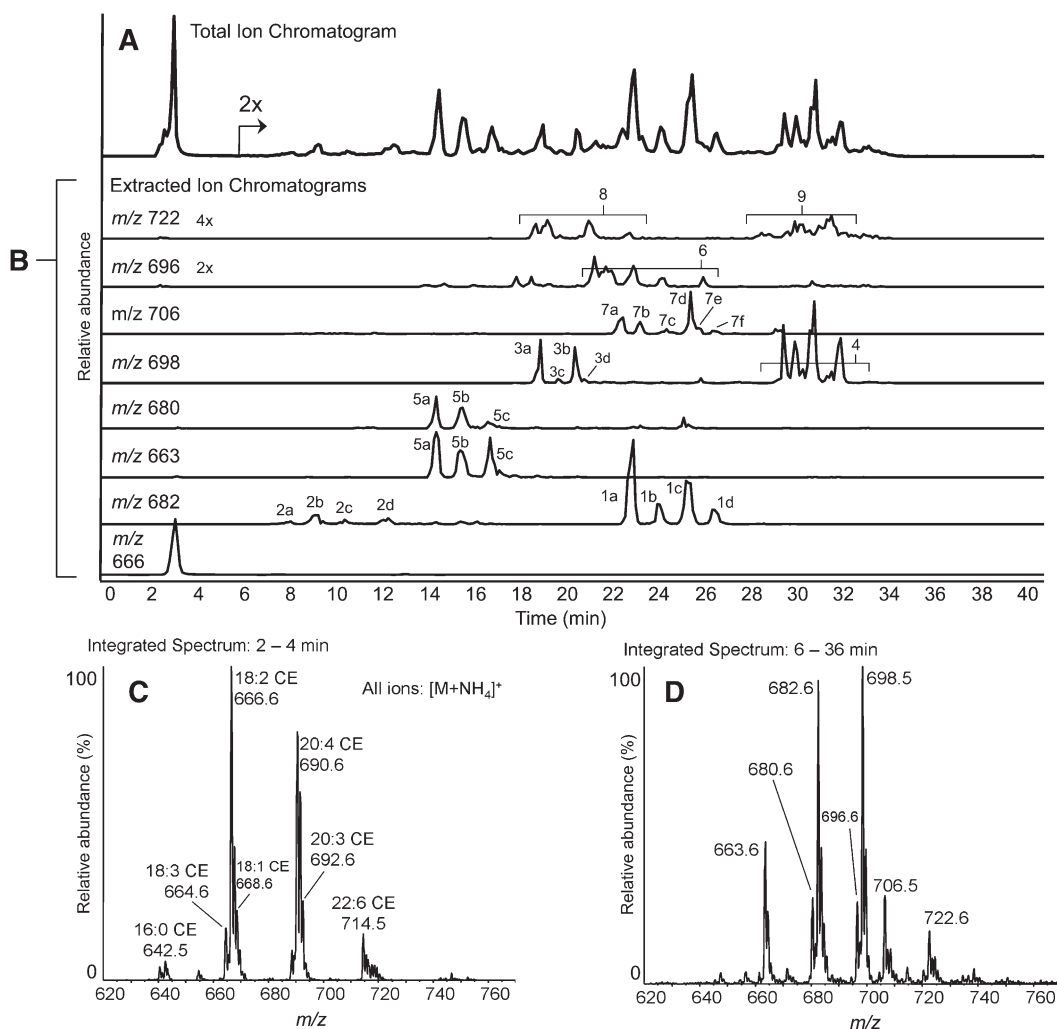 A
Total Ion Chromatogram
2x
B
Relative abundance
Extracted Ion Chromatograms
m/z 722 4x
8
9
m/z 696 2x
6
m/z 706
7a 7b 7c 7d 7e 7f
m/z 698
3a 3c 3b 3d
4
m/z 680
5a 5b 5c
m/z 663
5a 5b 5c
m/z 682
2a 2b 2c 2d
1a 1b 1c 1d
m/z
666
0 2 4 6 8 10 12 14 16 18 20 22 24 26 28 30 32 34 36 38 40
Time (min)
Integrated Spectrum: 2 – 4 min
C
All ions: [M+NH4]+
Relative abundance (%)
100
0
18:2 CE
666.6
20:4 CE
690.6
20:3 CE
692.6
18:3 CE
664.6
18:1 CE
668.6
22:6 CE
714.5
16:0 CE
642.5
620 640 660 680 700 720 740 760
m/z
Integrated Spectrum: 6 – 36 min
D
Relative abundance (%)
100
0
682.6
698.5
680.6
696.6
663.6
706.5
722.6
620 640 660 680 700 720 740 760
m/z